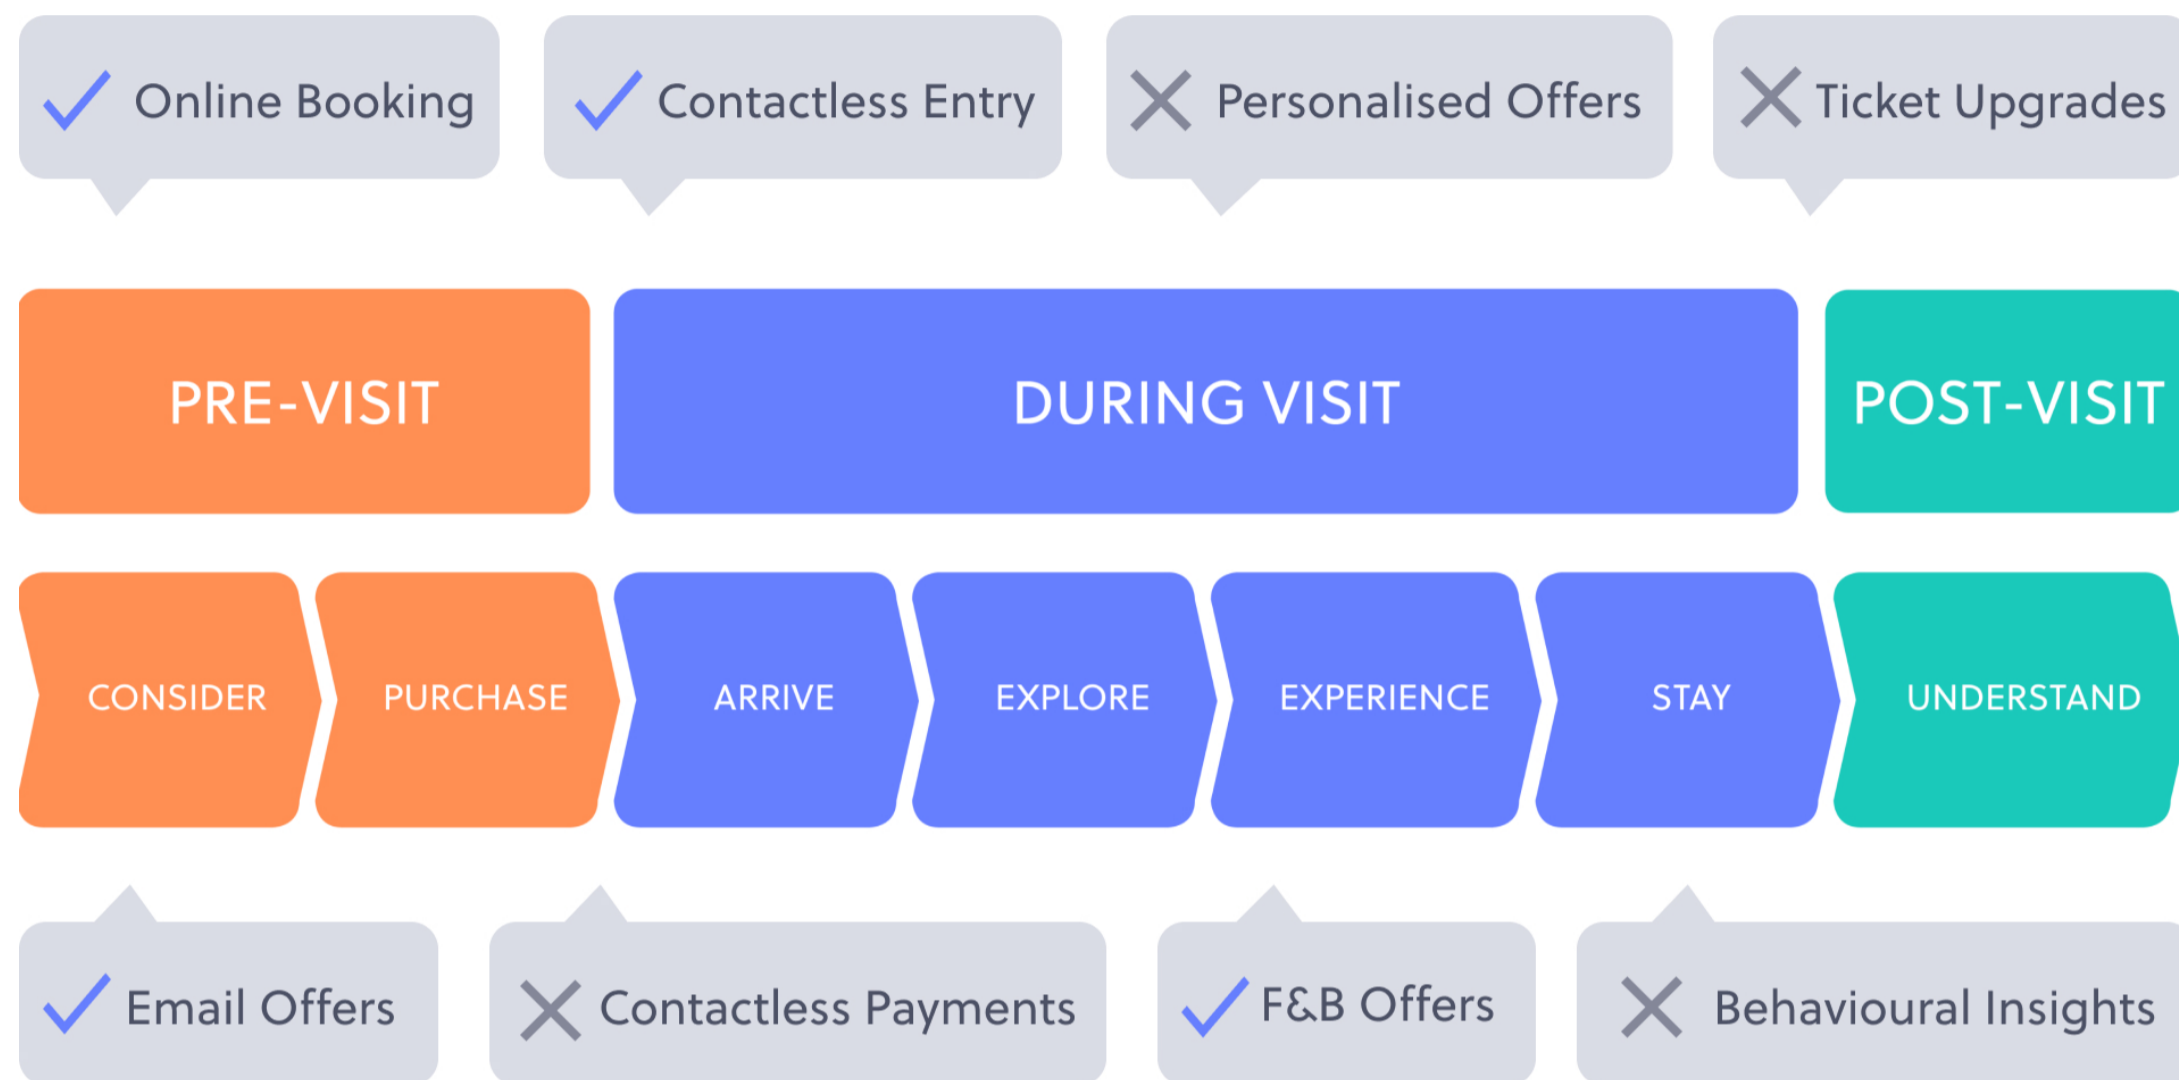 Online Booking
Contactless Entry
Personalised Offers
Ticket Upgrades
PRE-VISIT
DURING VISIT
POST-VISIT
CONSIDER
PURCHASE
ARRIVE
EXPLORE
EXPERIENCE
STAY
UNDERSTAND
Email Offers
Contactless Payments
F&B Offers
Behavioural Insights